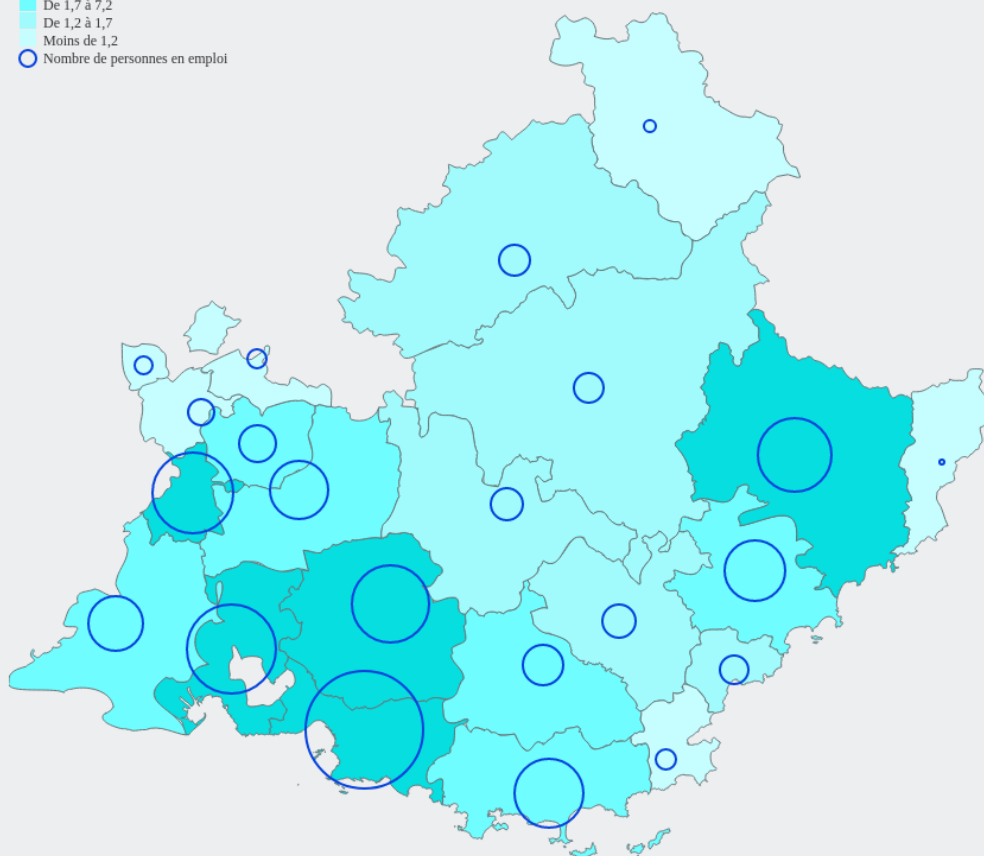 De 1,7 à 7,2
De 1,2 à 1,7
Moins de 1,2
Nombre de personnes en emploi